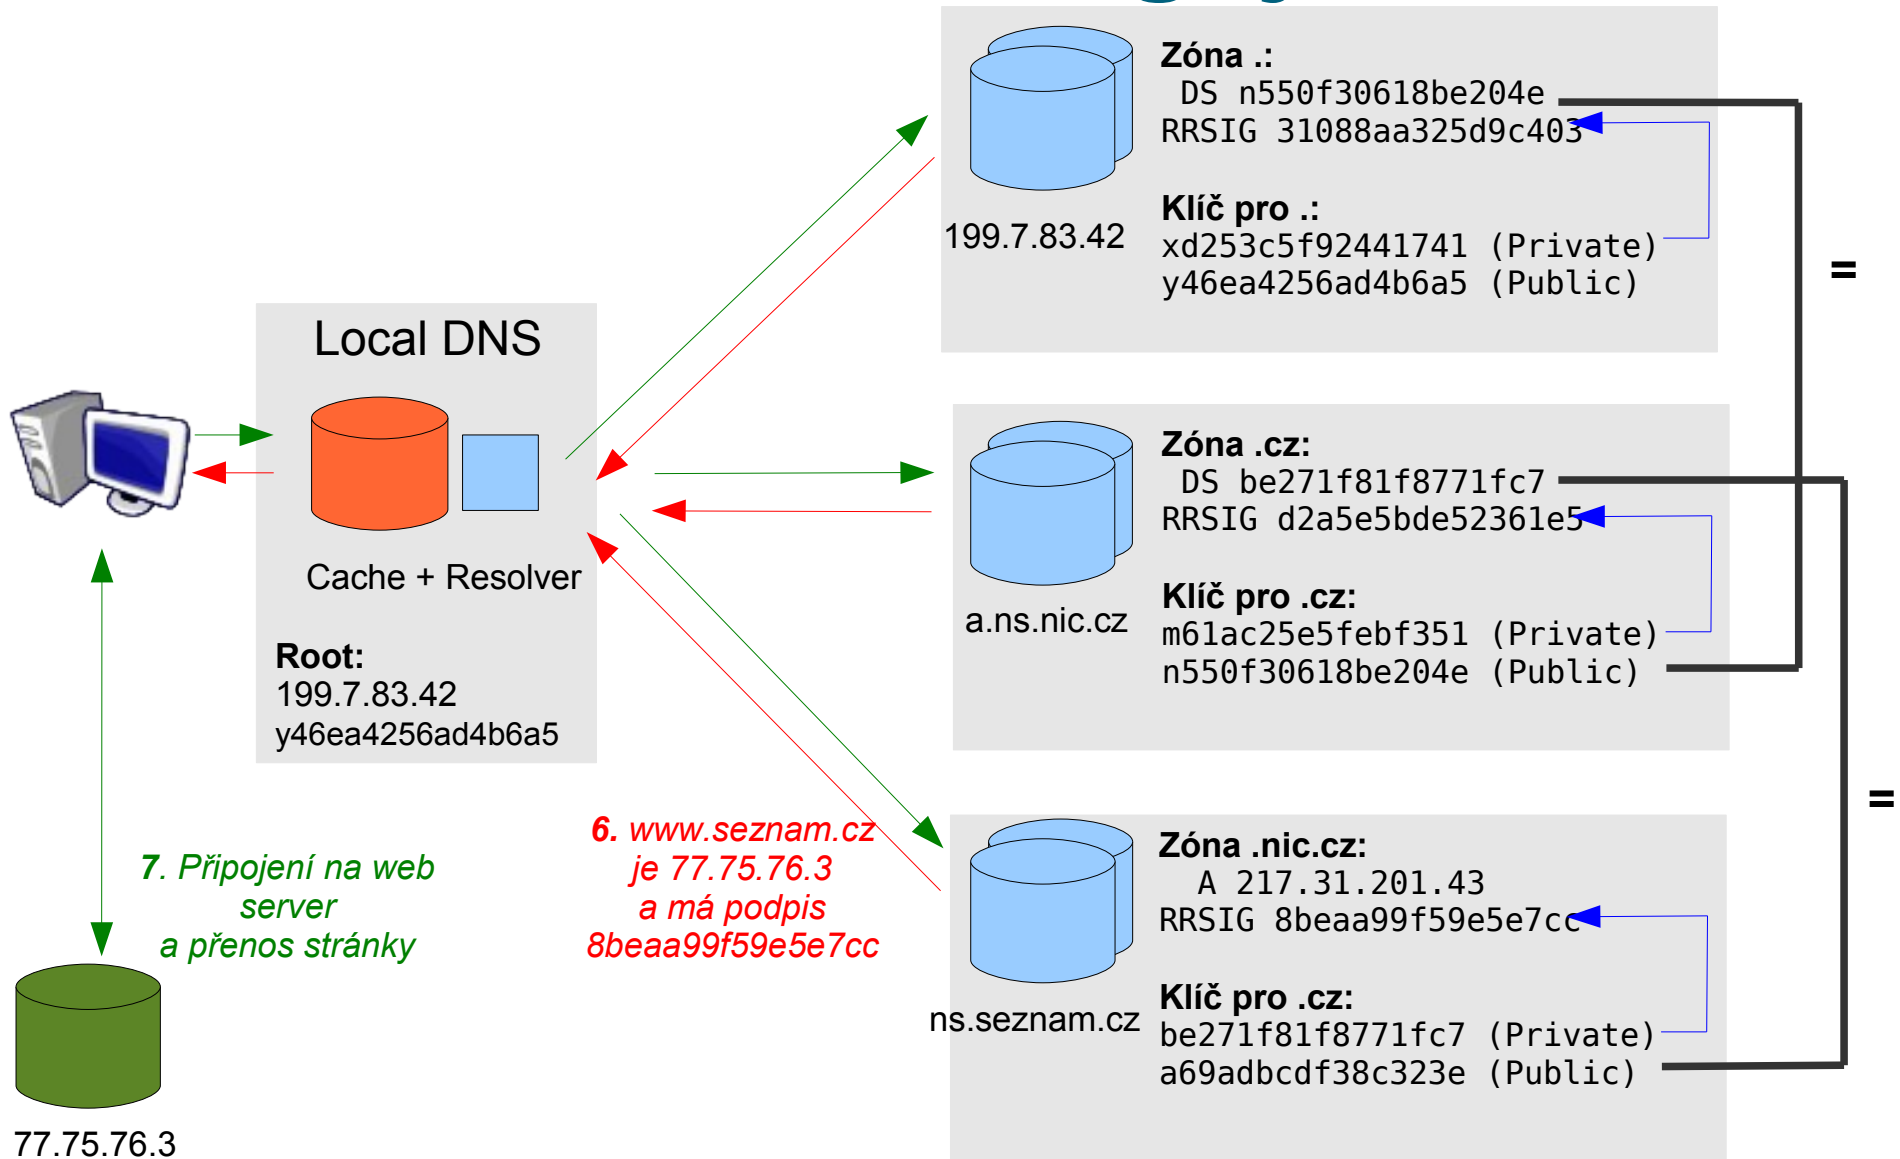 Zóna .:
DS n550f30618be204e
RRSIG 31088aa325d9c403
Klíč pro .:
xd253c5f92441741 (Private)
y46ea4256ad4b6a5 (Public)
199.7.83.42
=
Local DNS
Cache + Resolver
Root:
199.7.83.42
y46ea4256ad4b6a5
Zóna .cz:
DS be271f81f8771fc7
RRSIG d2a5e5bde52361e5
Klíč pro .cz:
m61ac25e5febf351 (Private)
n550f30618be204e (Public)
a.ns.nic.cz
=
6. www.seznam.cz
je 77.75.76.3
a má podpis
8beaa99f59e5e7cc
7. Připojení na web
server
a přenos stránky
77.75.76.3
Zóna .nic.cz:
A 217.31.201.43
RRSIG 8beaa99f59e5e7cc
Klíč pro .cz:
be271f81f8771fc7 (Private)
a69adbcdf38c323e (Public)
ns.seznam.cz